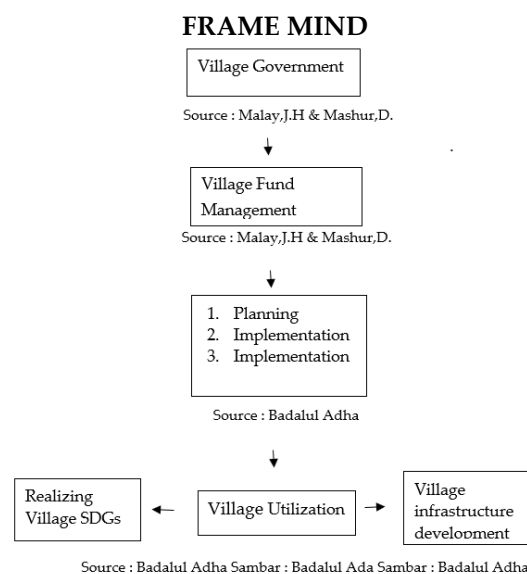 FRAME MIND
Village Government
Source : Malay,J.H & Mashur,D.
Village Fund
Management
Source : Malay,J.H & Mashur,D.
1. Planning
2. Implementation
3. Implementation
Source : Badalul Adha
Realizing
Village SDGs
Village Utilization
Village
infrastructure
development
Source : Badalul Adha Sambar : Badalul Ada Sambar : Badalul Adha